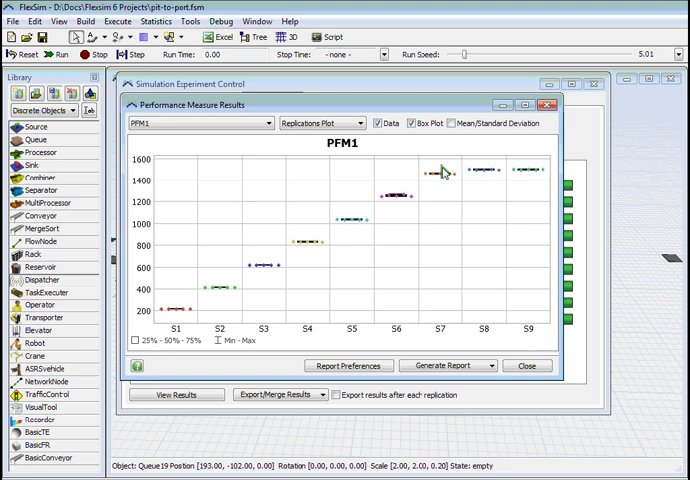 FlexSim - D:\Docs\Flexsim 6 Projects\pit-to-port.fsm
File Edit View Build Execute Statistics Tools Debug Window Help
Excel Tree 3D Script
Reset Run Stop Step Run Time: 0.00 Stop Time: - none - Run Speed: 5.01
Library
Discrete Objects
Source
Queue
Processor
Sink
Combiner
Separator
MultiProcessor
Conveyor
MergeSort
FlowNode
Rack
Reservoir
Dispatcher
TaskExecuter
Operator
Transporter
Elevator
Robot
Crane
ASRSvehicle
NetworkNode
TrafficControl
VisualTool
Recorder
BasicTE
BasicFR
BasicConveyor
Simulation Experiment Control
Performance Measure Results
PFM1 Replications Plot Data Box Plot Mean/Standard Deviation
PFM1
1600
1400
1200
1000
800
600
400
200
S1 S2 S3 S4 S5 S6 S7 S8 S9
25% - 50% - 75% Min - Max
Report Preferences Generate Report Close
View Results Export/Merge Results Export results after each replication
Object: Queue19 Position [193.00, -102.00, 0.00] Rotation [0.00, 0.00, 0.00] Scale [2.00, 2.00, 0.20] State: empty